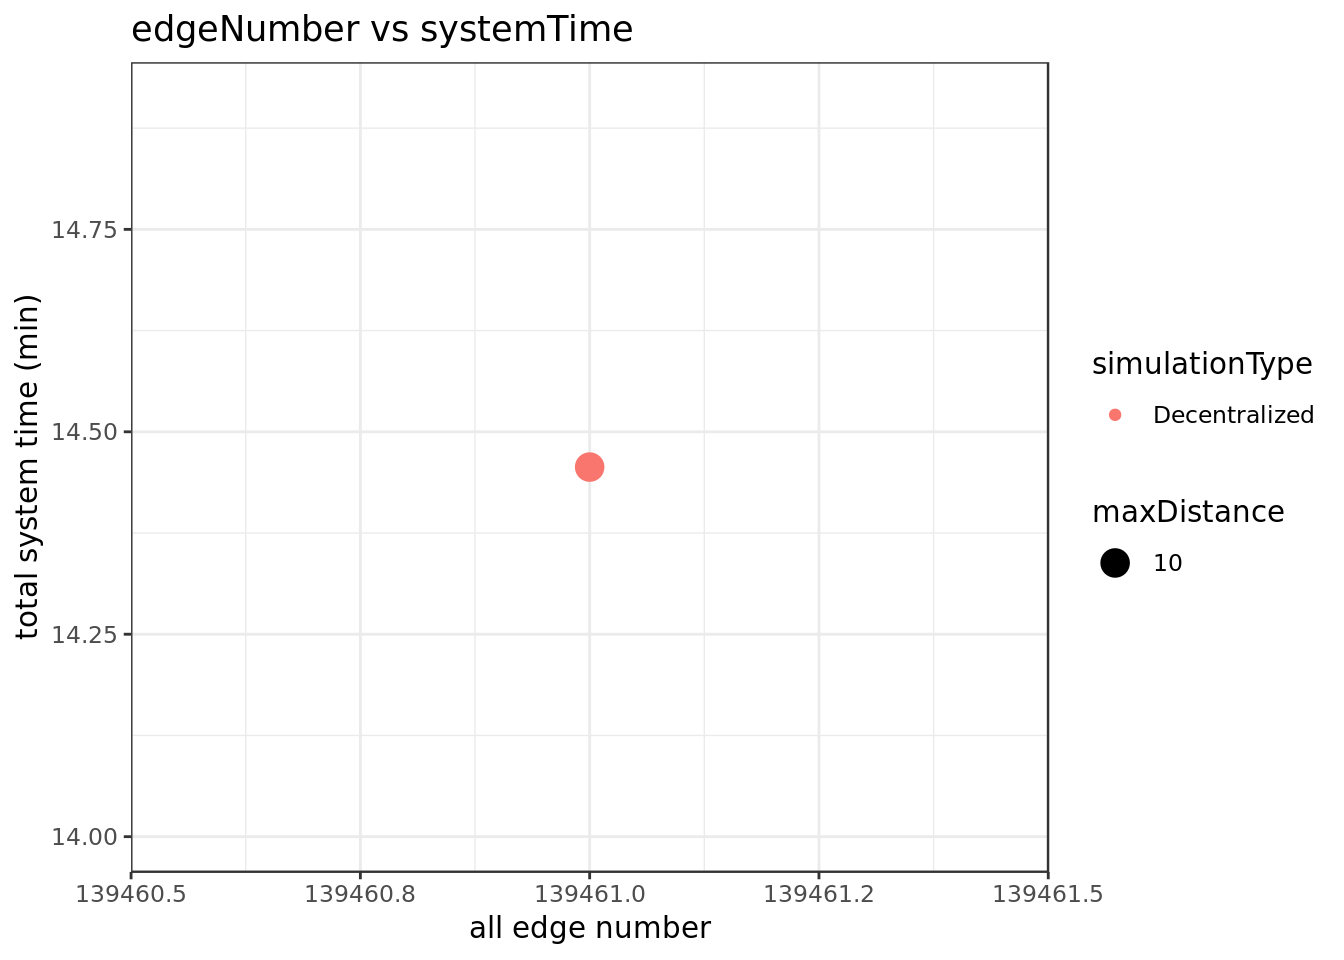 edgeNumber vs systemTime
total system time (min)
14.75
14.50
14.25
14.00
139460.5 139460.8 139461.0 139461.2 139461.5
all edge number
simulationType
Decentralized
maxDistance
10